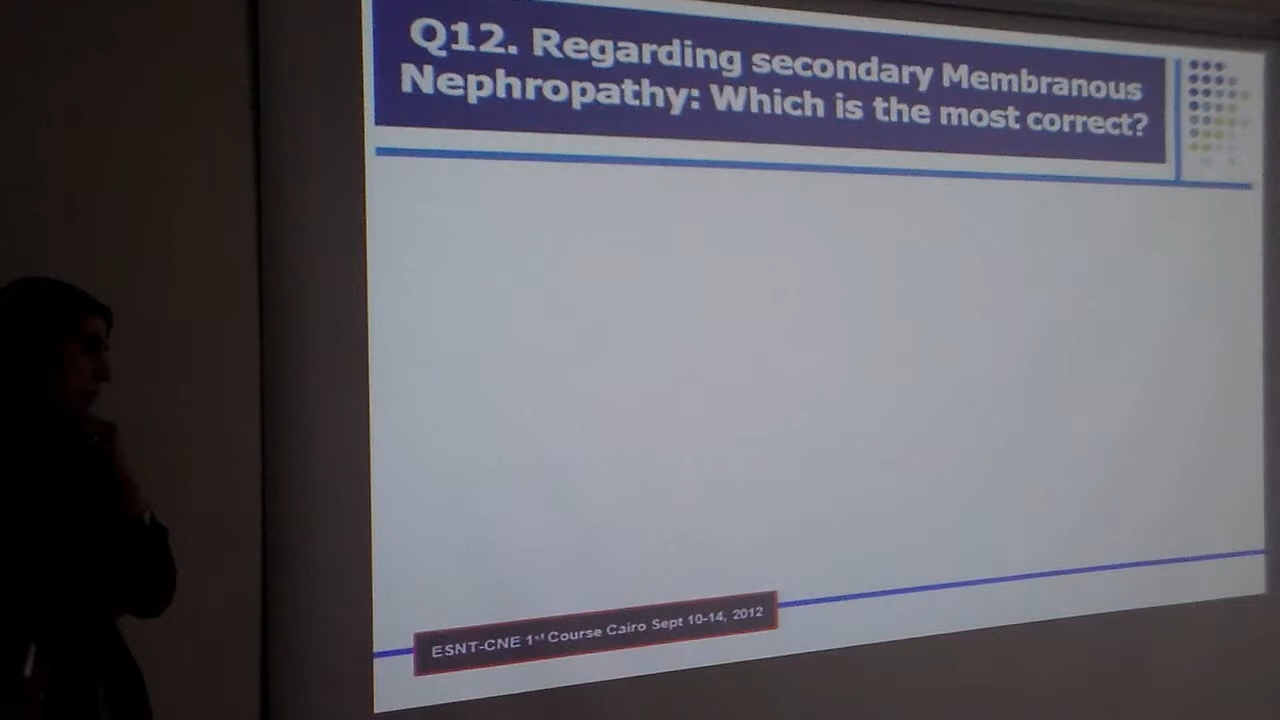 Q12. Regarding secondary Membranous
Nephropathy: Which is the most correct?
ESNT-CNE 1st Course Cairo Sept 10-14, 2012